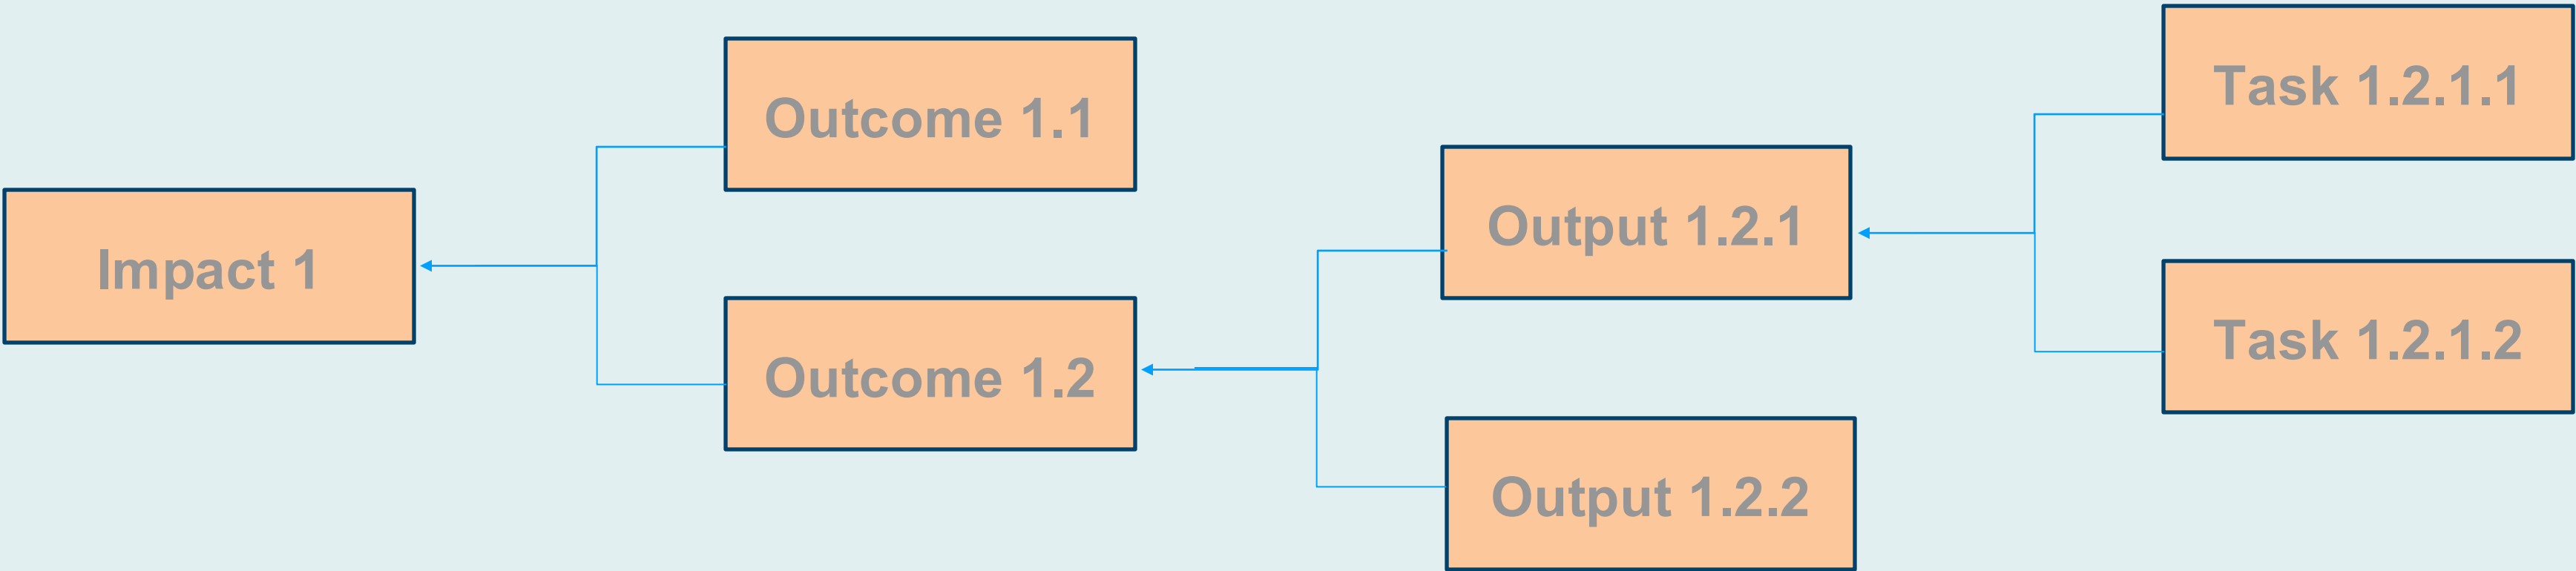 Impact 1
Outcome 1.1
Outcome 1.2
Output 1.2.1
Output 1.2.2
Task 1.2.1.1
Task 1.2.1.2